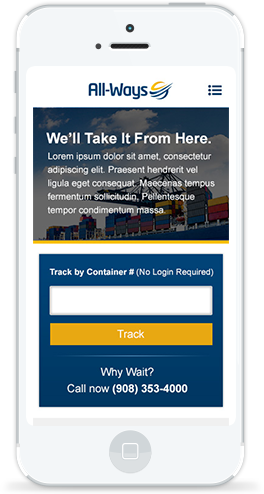 All-Ways
We'll Take It From Here.
Lorem ipsum dolor sit amet, consectetur
adipiscing elit. Praesent hendrerit vel
ligula eget consequat. Maecenas tempus
fermentum sollicitudin, Pellentesque
tempor condimentum massa.
Track by Container # (No Login Required)
Track
Why Wait?
Call now (908) 353-4000